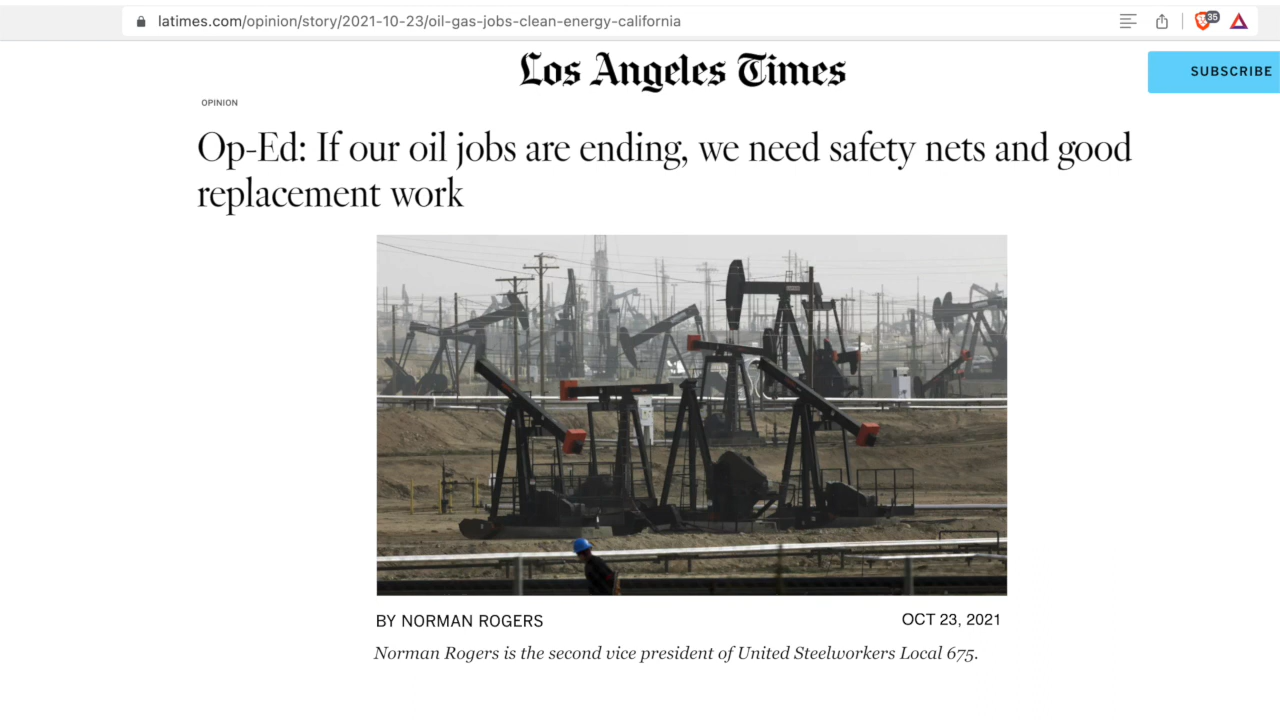 latimes.com/opinion/story/2021-10-23/oil-gas-jobs-clean-energy-california
35
Los Angeles Times
SUBSCRIBE
OPINION
Op-Ed: If our oil jobs are ending, we need safety nets and good
replacement work
BY NORMAN ROGERS
OCT 23, 2021
Norman Rogers is the second vice president of United Steelworkers Local 675.